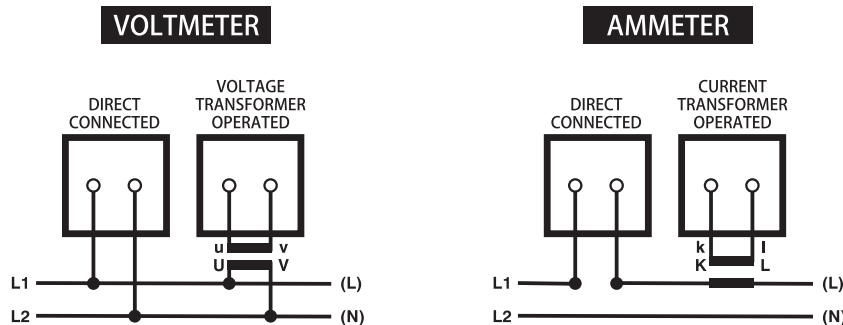 VOLTMETER
DIRECT
CONNECTED
VOLTAGE
TRANSFORMER
OPERATED
u v
U V
L1 (L)
L2 (N)
AMMETER
DIRECT
CONNECTED
CURRENT
TRANSFORMER
OPERATED
k l
K L
L1 (L)
L2 (N)